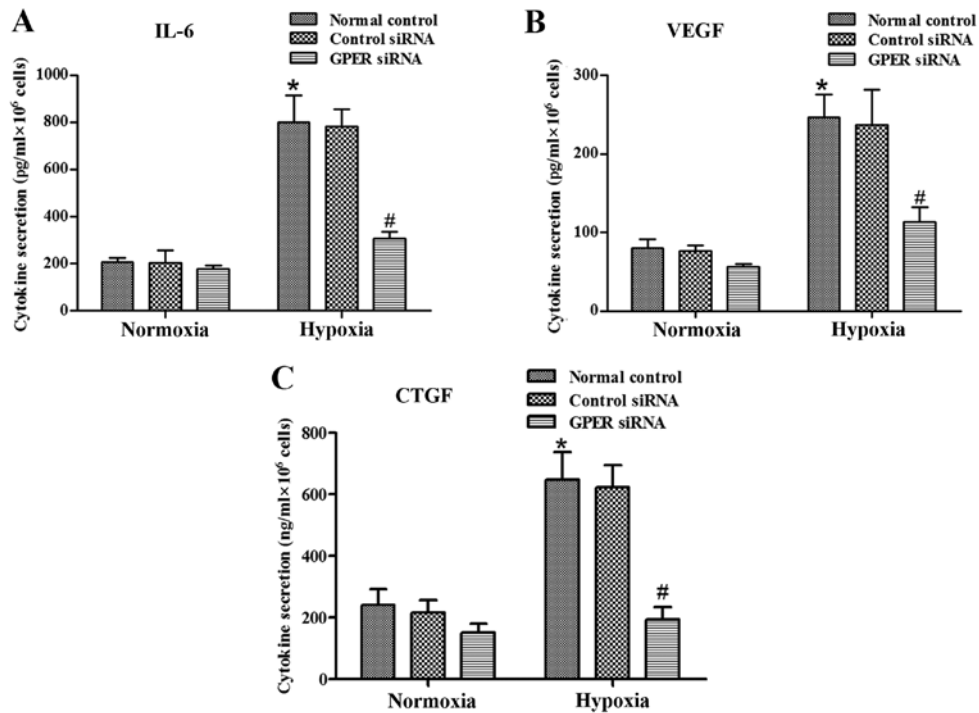 A
IL-6
Normal control
Control siRNA
GPER siRNA
Cytokine secretion (pg/ml×10⁶ cells)
1000
800
600
400
200
0
*
#
Normoxia
Hypoxia
B
VEGF
Normal control
Control siRNA
GPER siRNA
Cytokine secretion (pg/ml×10⁶ cells)
300
200
100
0
*
#
Normoxia
Hypoxia
C
CTGF
Normal control
Control siRNA
GPER siRNA
Cytokine secretion (ng/ml×10⁶ cells)
800
600
400
200
0
*
#
Normoxia
Hypoxia